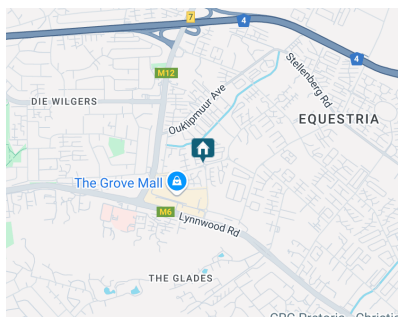 7
4
4
M12
Stellenberg Rd
DIE WILGERS
Ouklipmuur Ave
EQUESTRIA
The Grove Mall
M6
Lynnwood Rd
THE GLADES